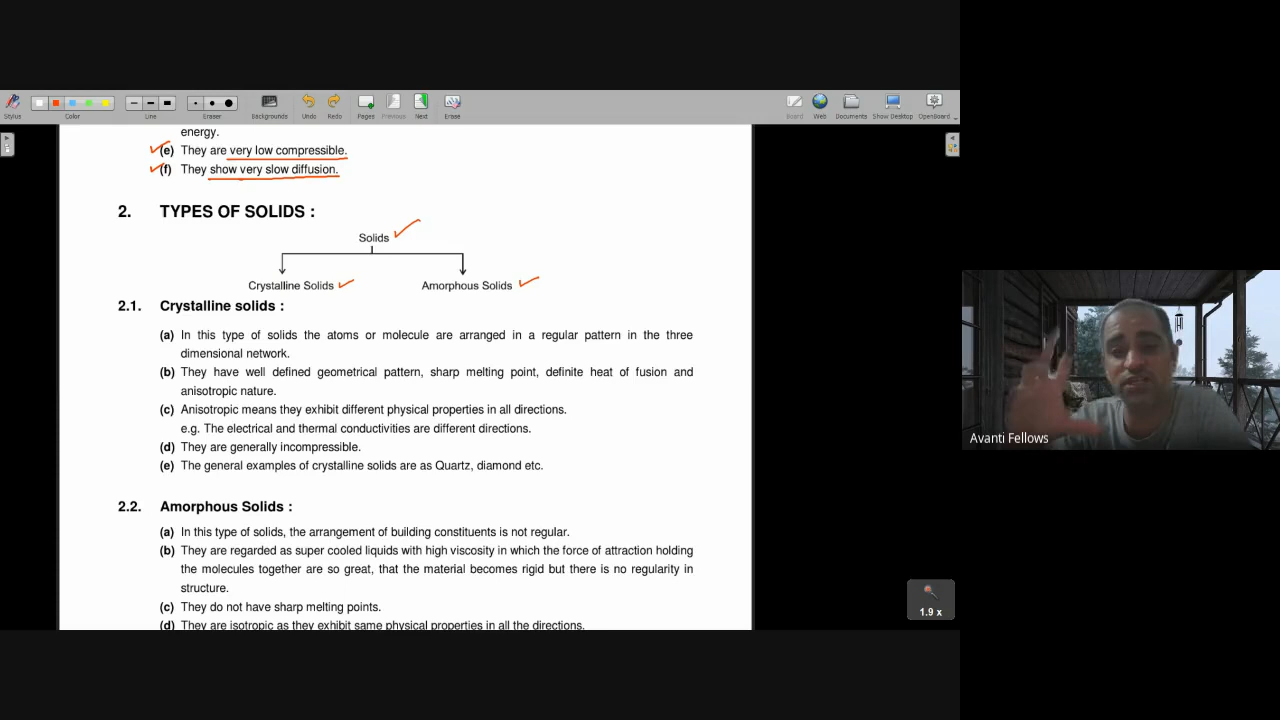 Stylus
Color
Line
Eraser
Backgrounds
Undo
Redo
Pages
Previous
Next
Erase
Board
Web
Documents
Show Desktop
OpenBoard
energy.
(e) They are very low compressible.
(f) They show very slow diffusion.
2. TYPES OF SOLIDS :
Solids
Crystalline Solids
Amorphous Solids
2.1. Crystalline solids :
(a) In this type of solids the atoms or molecule are arranged in a regular pattern in the three
dimensional network.
(b) They have well defined geometrical pattern, sharp melting point, definite heat of fusion and
anisotropic nature.
(c) Anisotropic means they exhibit different physical properties in all directions.
e.g. The electrical and thermal conductivities are different directions.
(d) They are generally incompressible.
(e) The general examples of crystalline solids are as Quartz, diamond etc.
2.2. Amorphous Solids :
(a) In this type of solids, the arrangement of building constituents is not regular.
(b) They are regarded as super cooled liquids with high viscosity in which the force of attraction holding
the molecules together are so great, that the material becomes rigid but there is no regularity in
structure.
(c) They do not have sharp melting points.
(d) They are isotropic as they exhibit same physical properties in all the directions.
1.9 x
Avanti Fellows